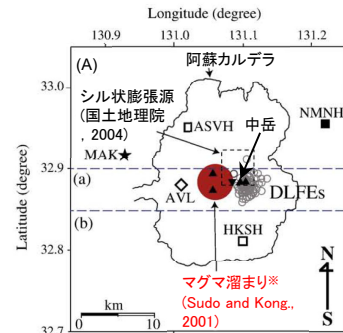 Longitude (degree)
130.9 131.0 131.1 131.2
阿蘇カルデラ
(A)
33.0
シル状膨張源
(国土地理院
, 2004)
ASVH
中岳
NMNH
MAK
32.9
(a)
AVL
DLFEs
(b)
HKSH
32.8
マグマ溜まり※
(Sudo and Kong.,
2001)
N
S
km
0 10
32.7
Latitude (degree)